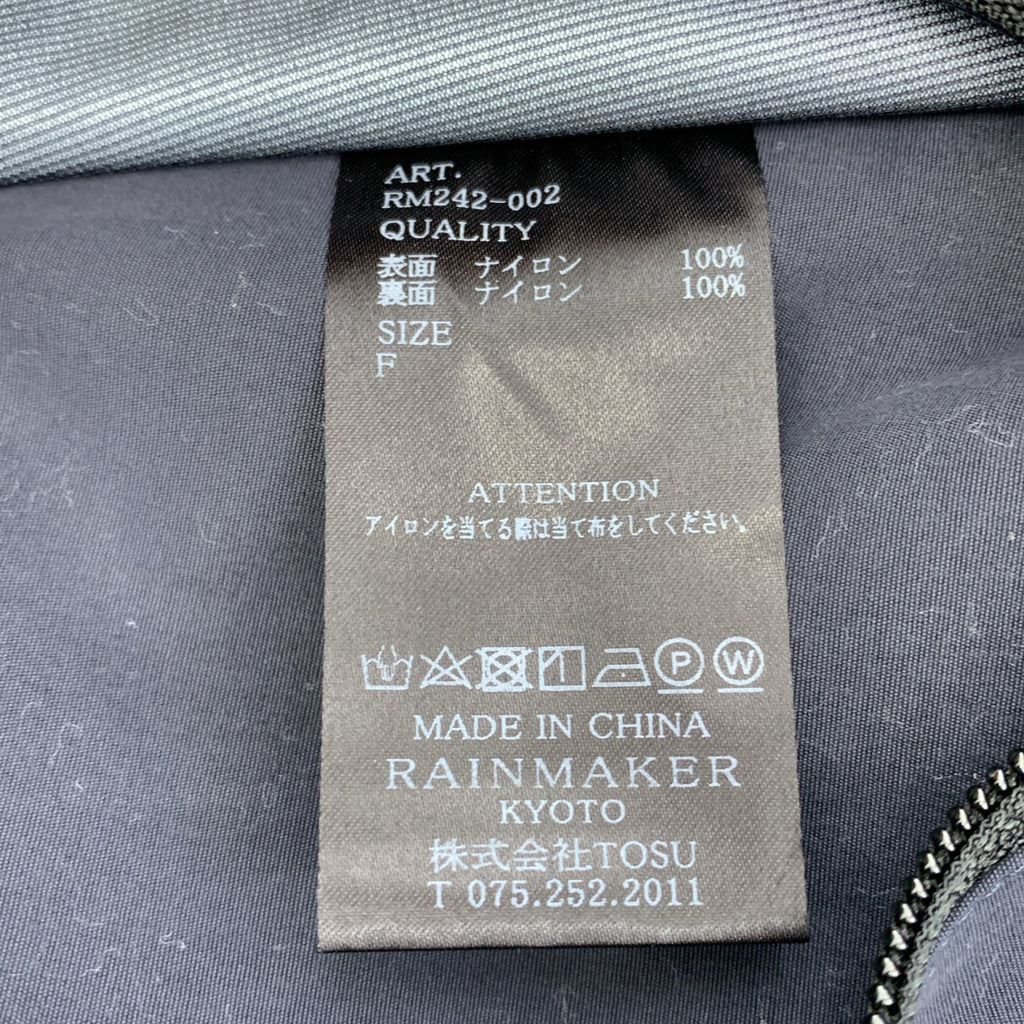 ART.
RM242-002
QUALITY
表面 ナイロン 100%
裏面 ナイロン 100%
SIZE
F
ATTENTION
アイロンを当てる際は当て布をしてください。
P W
MADE IN CHINA
RAINMAKER
KYOTO
株式会社TOSU
T 075.252.2011